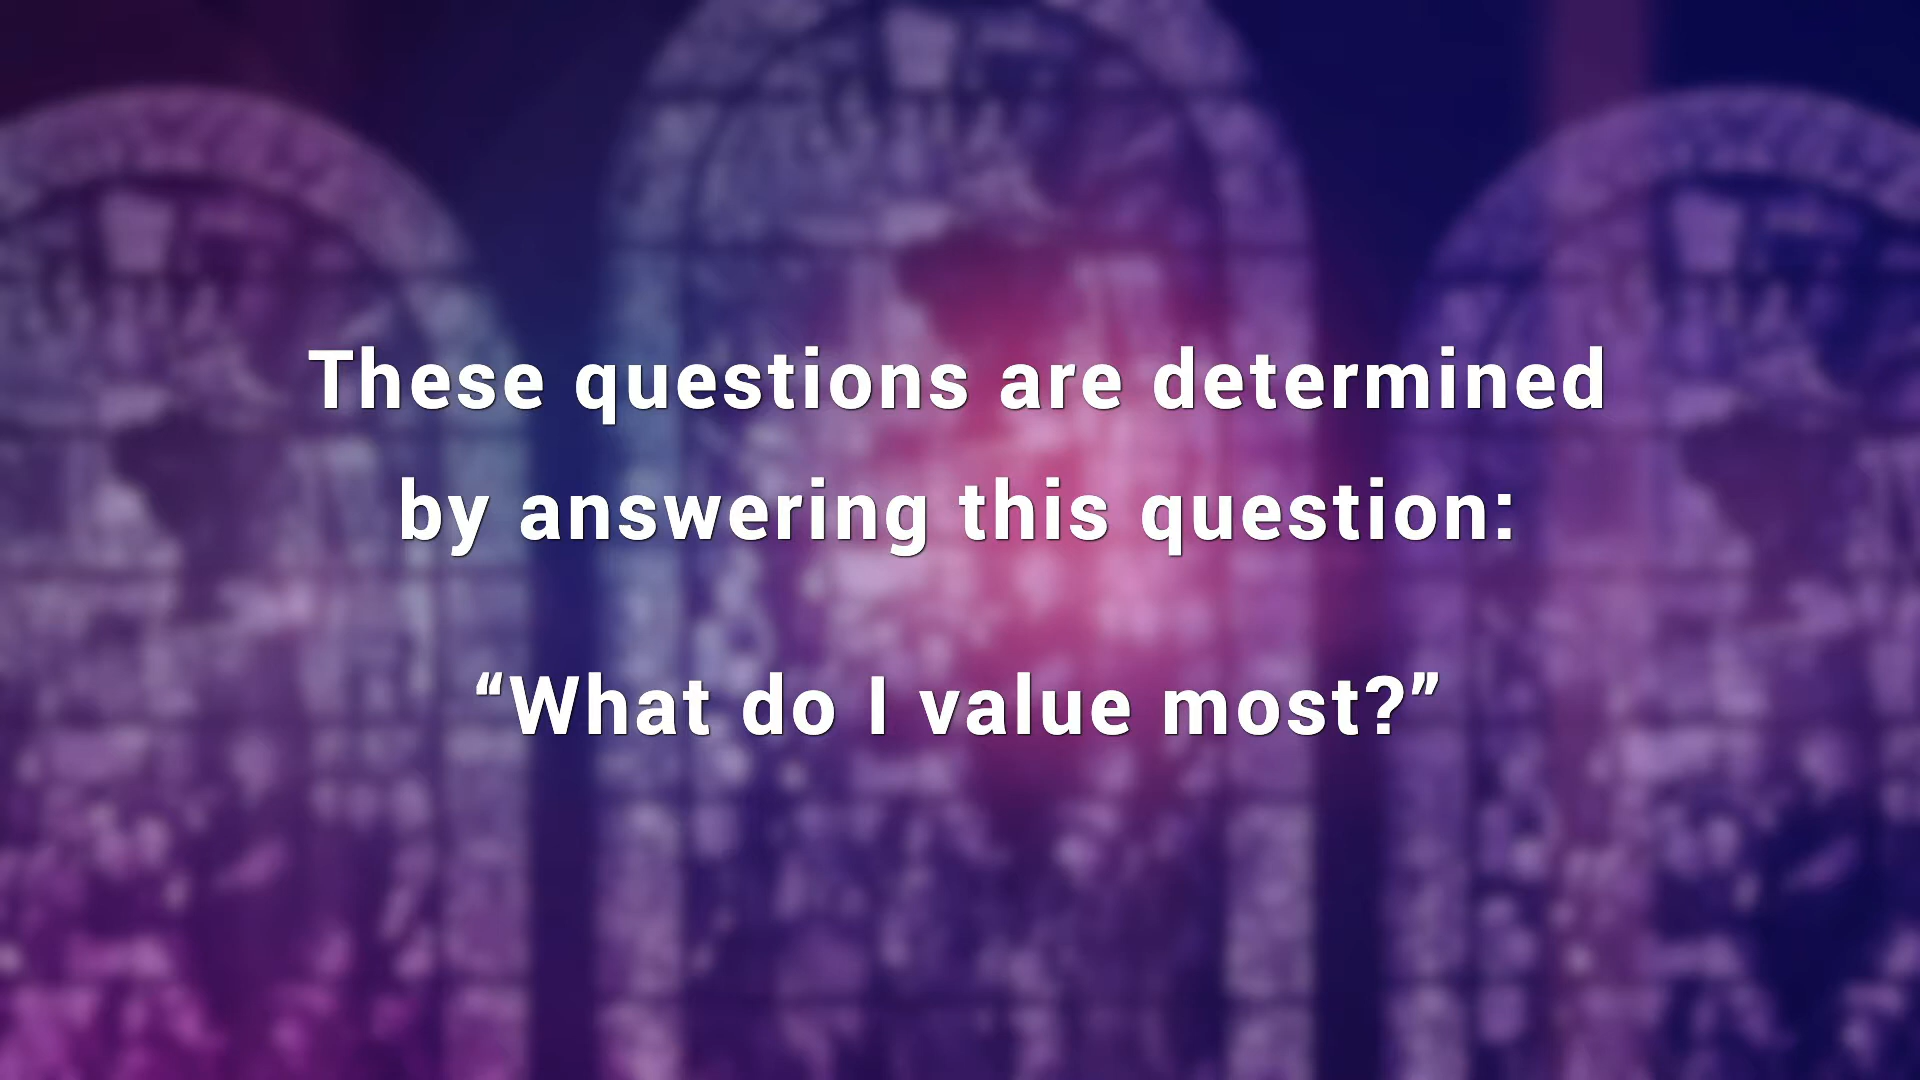 These questions are determined
by answering this question:
“What do I value most?”